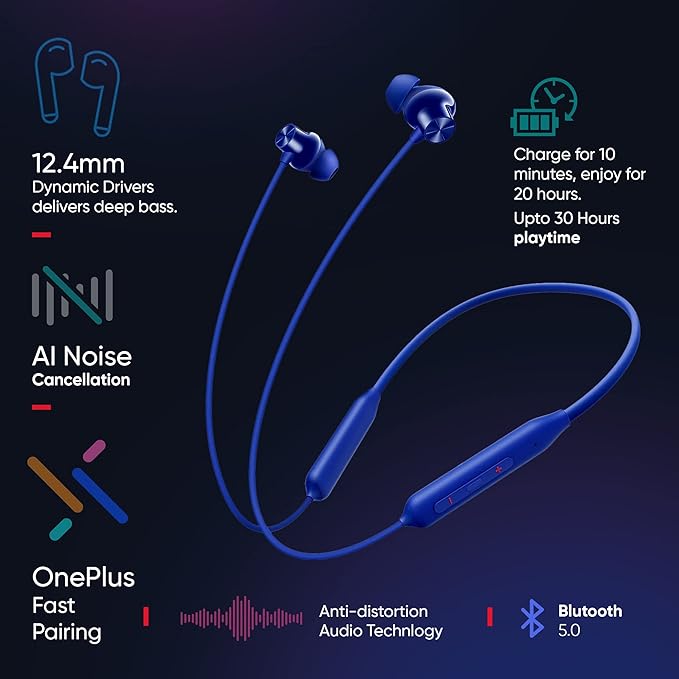 12.4mm
Dynamic Drivers
delivers deep bass.
Charge for 10
minutes, enjoy for
20 hours.
Upto 30 Hours
playtime
AI Noise
Cancellation
OnePlus
Fast
Pairing
Anti-distortion
Audio Technlogy
Blutooth
5.0